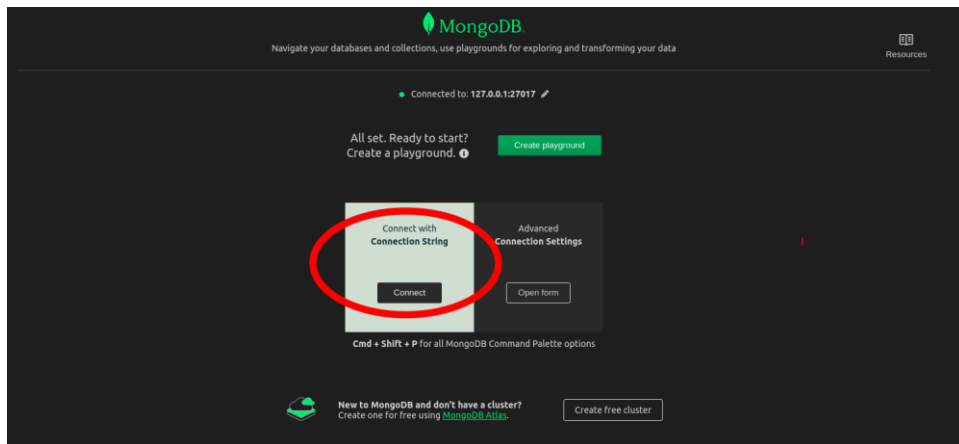 MongoDB.
Navigate your databases and collections, use playgrounds for exploring and transforming your data
Resources
Connected to: 127.0.0.1:27017
All set. Ready to start?
Create a playground.
Create playground
Connect with
Connection String
Connect
Advanced
Connection Settings
Open form
Cmd + Shift + P for all MongoDB Command Palette options
New to MongoDB and don't have a cluster?
Create one for free using MongoDB Atlas.
Create free cluster